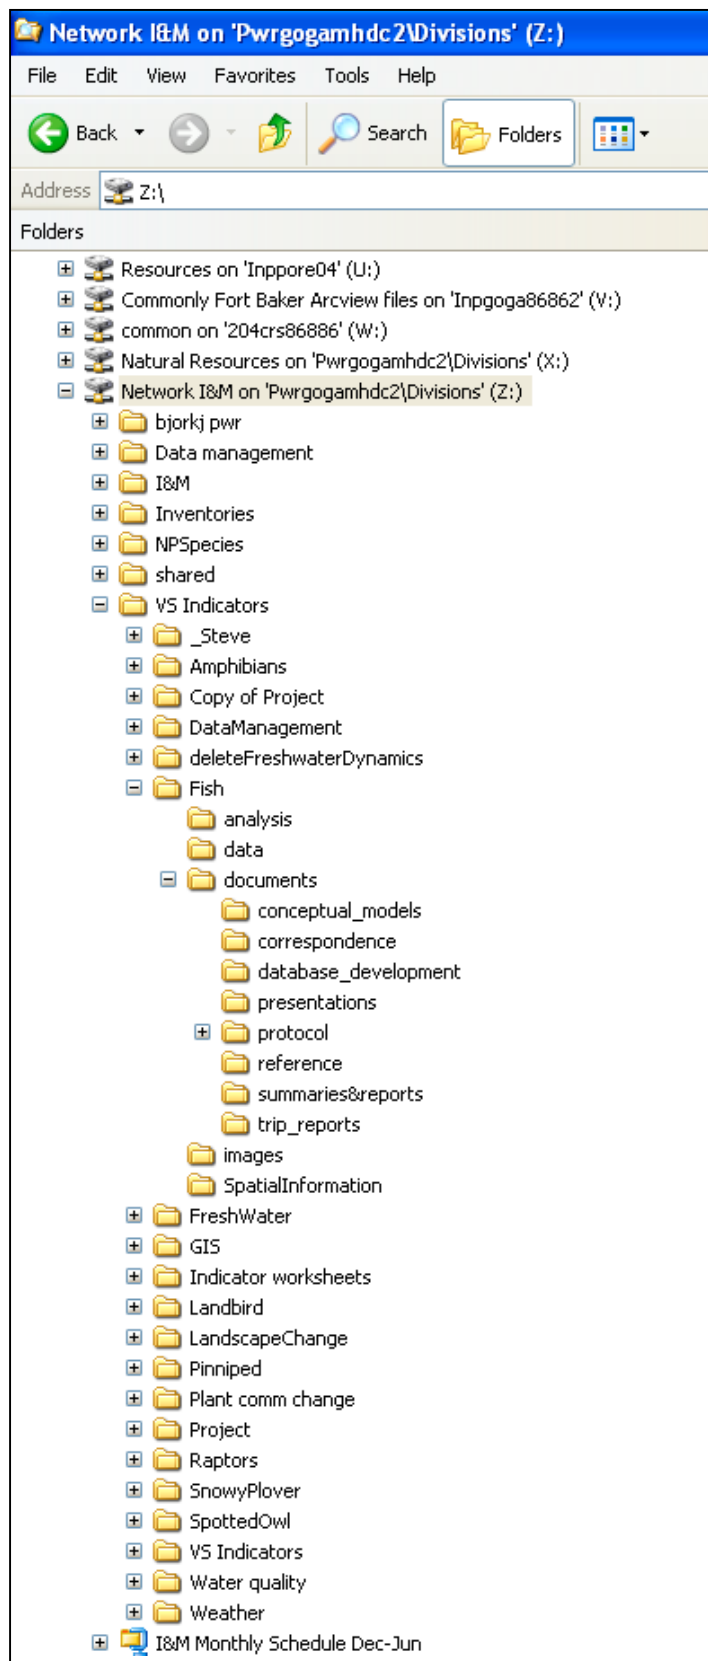 Network I&M on 'Pwrgogamhdc2\Divisions' (Z:)
File Edit View Favorites Tools Help
Back Search Folders
Address Z:\
Folders
Resources on 'Inppore04' (U:)
Commonly Fort Baker Arcview files on 'Inpgoga86862' (V:)
common on '204crs86886' (W:)
Natural Resources on 'Pwrgogamhdc2\Divisions' (X:)
Network I&M on 'Pwrgogamhdc2\Divisions' (Z:)
bjorkj pwr
Data management
I&M
Inventories
NPSpecies
shared
VS Indicators
_Steve
Amphibians
Copy of Project
DataManagement
deleteFreshwaterDynamics
Fish
analysis
data
documents
conceptual_models
correspondence
database_development
presentations
protocol
reference
summaries&reports
trip_reports
images
SpatialInformation
FreshWater
GIS
Indicator worksheets
Landbird
LandscapeChange
Pinniped
Plant comm change
Project
Raptors
SnowyPlover
SpottedOwl
VS Indicators
Water quality
Weather
I&M Monthly Schedule Dec-Jun